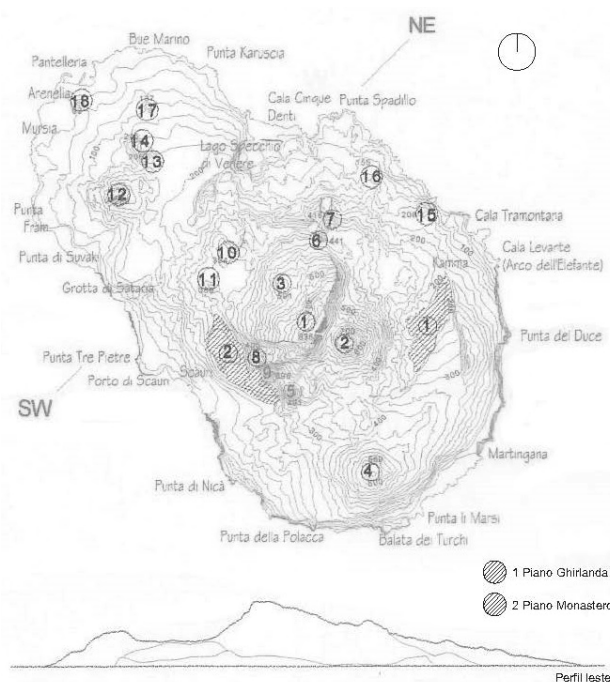 NE
Bue Marino
Punta Karuscia
Pantelleria
Cala Cinque
Denti
Punta Spadillo
Arenella
18
17
Mursia
14
13
Lago Specchio
di Venere
16
12
15
Cala Tramontana
Punta
Fram
7
6
441
Cala Levante
(Arco dell'Elefante)
Punta di Suvaki
10
Kamma
Grotta di Sataria
11
3
1
1
Punta del Duce
2
2
8
Punta Tre Pietre
Porto di Scauri
Scauri
9
5
SW
4
Martingana
Punta di Nicà
Punta li Marsi
Punta della Polacca
Balata dei Turchi
1 Piano Ghirlanda
2 Piano Monastero
Perfil leste